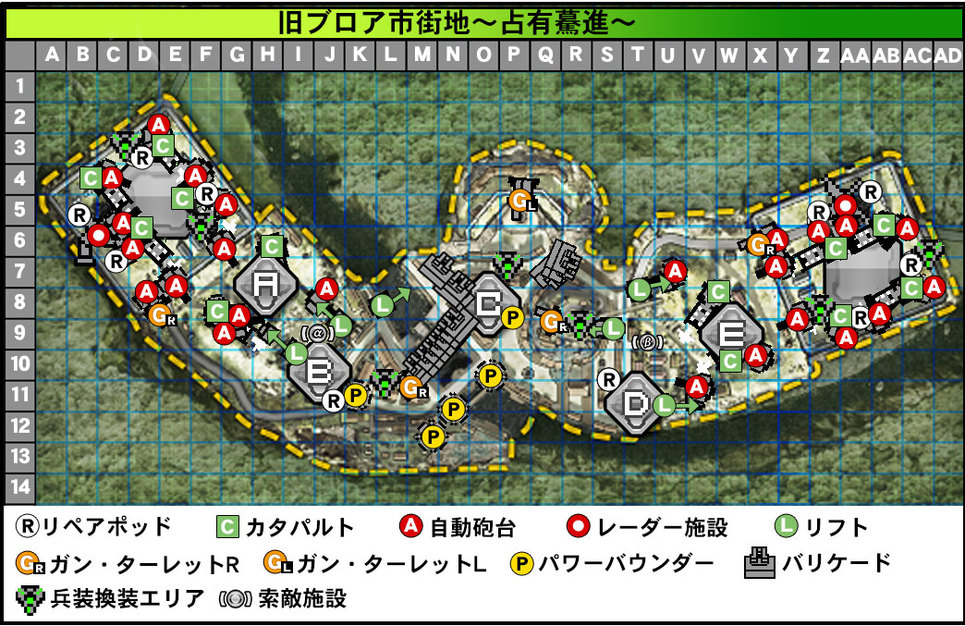 旧ブロア市街地～占有驀進～
A B C D E F G H I J K L M N O P Q R S T U V W X Y Z AA AB AC AD
1
2
A
C
3
R
4
C A A R
C
5
R A
A C G L
R R
6
A A C A
G R A A C A
7
R C
A A R
8
A A A L L C C A
A B C D E
9
G R C A A L P G R L A C R A
α β
10
L P C A A
11
R P G R R L A
12
P
13
P
14
R リペアポッド C カタパルト A 自動砲台 レーダー施設 L リフト
G R ガン・ターレットR G L ガン・ターレットL P パワーバウンダー バリケード
兵装換装エリア 索敵施設